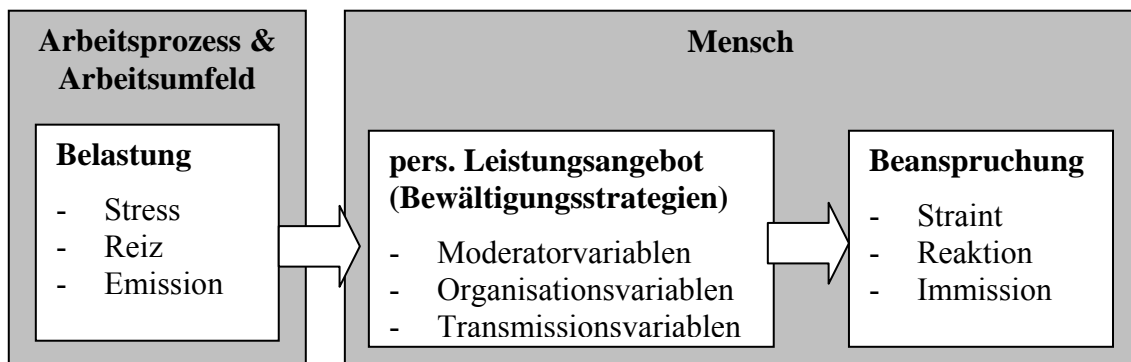 Arbeitsprozess &
Arbeitsumfeld
Mensch
Belastung
- Stress
- Reiz
- Emission
pers. Leistungsangebot
(Bewältigungsstrategien)
- Moderatorvariablen
- Organisationsvariablen
- Transmissionsvariablen
Beanspruchung
- Straint
- Reaktion
- Immission